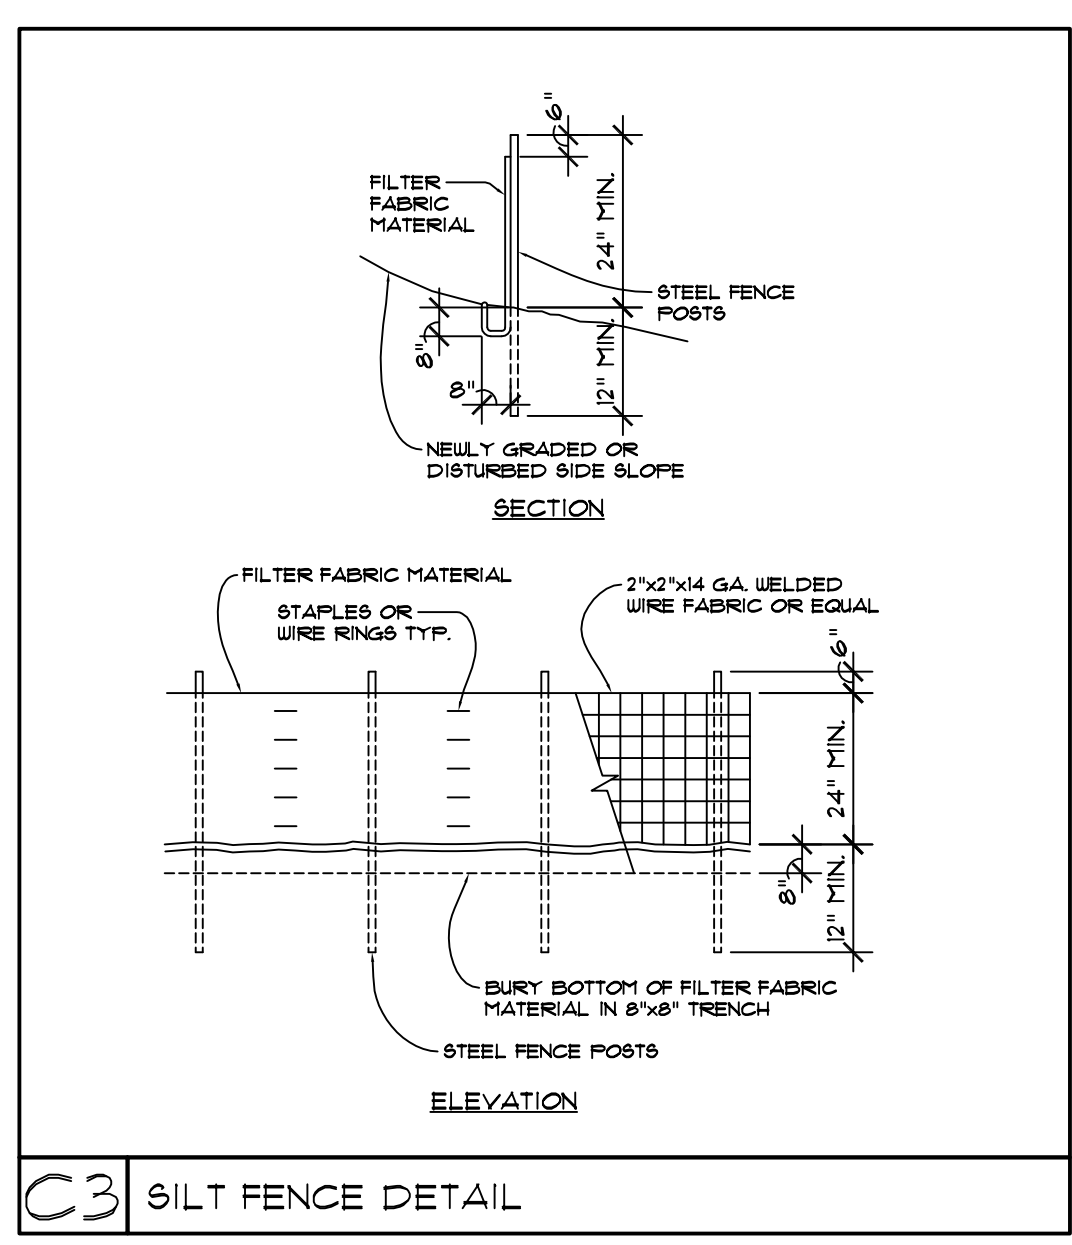 6"
FILTER
FABRIC
MATERIAL
24" MIN.
STEEL FENCE
POSTS
8"
12" MIN.
8"
NEWLY GRADED OR
DISTURBED SIDE SLOPE
SECTION
FILTER FABRIC MATERIAL
2"x2"x14 GA. WELDED
WIRE FABRIC OR EQUAL
STAPLES OR
WIRE RINGS TYP.
6"
24" MIN.
8"
12" MIN.
BURY BOTTOM OF FILTER FABRIC
MATERIAL IN 8"x8" TRENCH
STEEL FENCE POSTS
ELEVATION
C3
SILT FENCE DETAIL